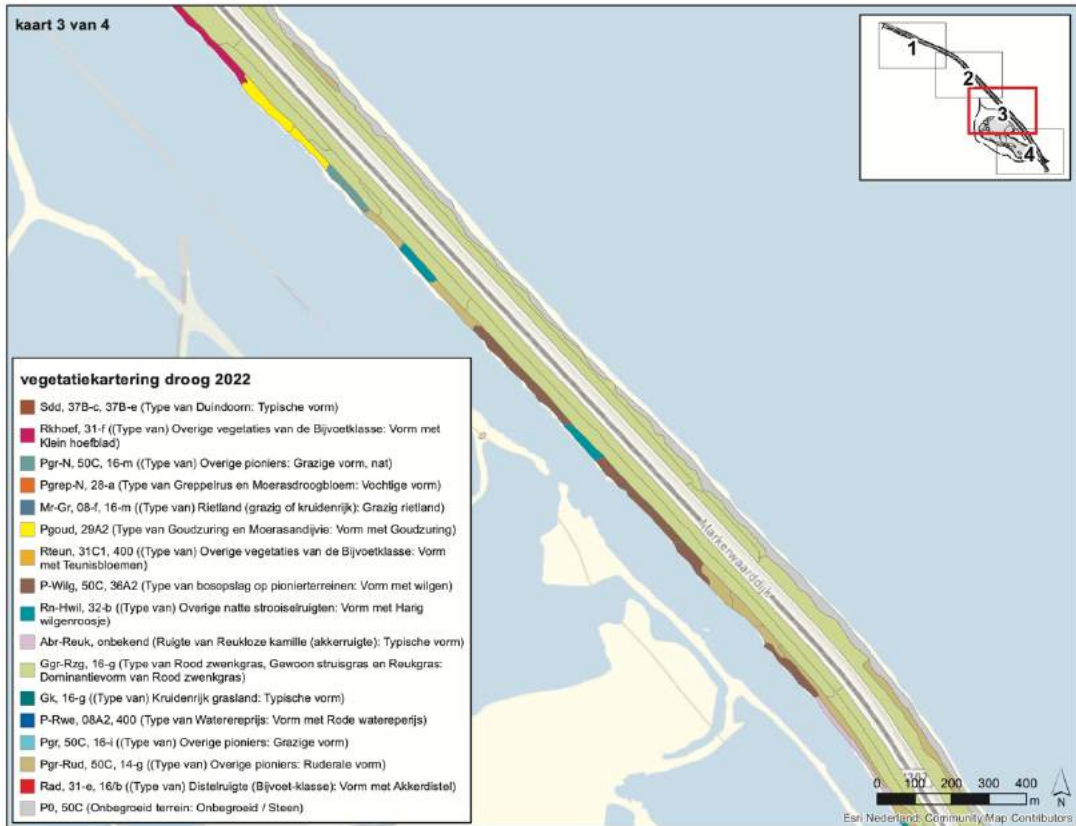 kaart 3 van 4
1
2
3
4
vegetatiekartering droog 2022
Sdd, 37B-c, 37B-e (Type van Duindoorn: Typische vorm)
Rkhoef, 31-f ((Type van) Overige vegetaties van de Bijvoetklasse: Vorm met
Klein hoefblad)
Pgr-N, 50C, 16-m ((Type van) Overige pioniers: Grazige vorm, nat)
Pgrep-N, 28-a (Type van Greppelrus en Moerasdroogbloem: Vochtige vorm)
Mr-Gr, 08-f, 16-m ((Type van) Rietland (grazig of kruidenrijk): Grazig rietland)
Pgoud, 29A2 (Type van Goudzuring en Moerasandijvie: Vorm met Goudzuring)
Rteun, 31C1, 400 ((Type van) Overige vegetaties van de Bijvoetklasse: Vorm
met Teunisbloemen)
P-Wilg, 50C, 36A2 (Type van bosopslag op pionierterreinen: Vorm met wilgen)
Rn-Hwil, 32-b ((Type van) Overige natte strooiselruigten: Vorm met Harig
wilgenroosje)
Abr-Reuk, onbekend (Ruigte van Reukloze kamille (akkerruigte): Typische vorm)
Ggr-Rzg, 16-g (Type van Rood zwenkgras, Gewoon struisgras en Reukgras:
Dominantievorm van Rood zwenkgras)
Gk, 16-g ((Type van) Kruidenrijk grasland: Typische vorm)
P-Rwe, 08A2, 400 (Type van Waterereprijs: Vorm met Rode watereperijs)
Pgr, 50C, 16-i ((Type van) Overige pioniers: Grazige vorm)
Pgr-Rud, 50C, 14-g ((Type van) Overige pioniers: Ruderale vorm)
Rad, 31-e, 16/b ((Type van) Distelruigte (Bijvoet-klasse): Vorm met Akkerdistel)
P0, 50C (Onbegroeid terrein: Onbegroeid / Steen)
Markerwaarddijk
0 100 200 300 400
m
N
Esri Nederland, Community Map Contributors